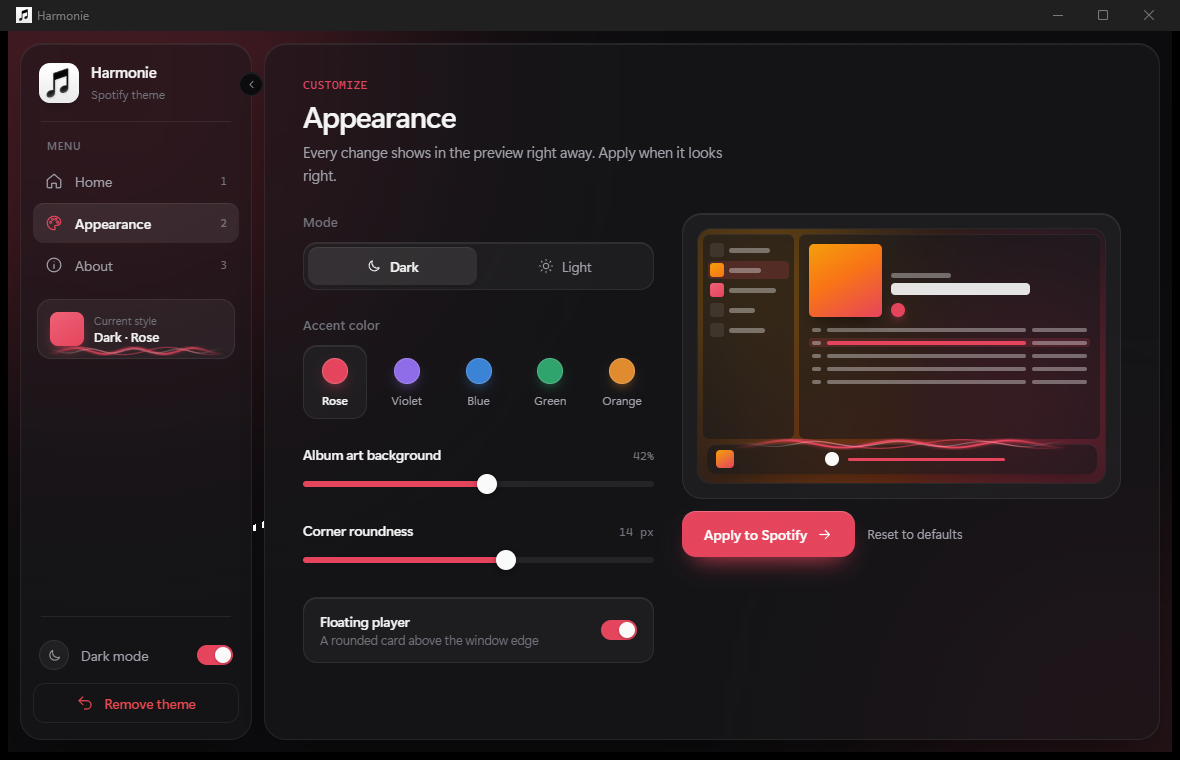 Harmonie
Harmonie
Spotify theme
MENU
Home 1
Appearance 2
About 3
Current style
Dark · Rose
Dark mode
Remove theme
CUSTOMIZE
Appearance
Every change shows in the preview right away. Apply when it looks
right.
Mode
Dark Light
Accent color
Rose Violet Blue Green Orange
Album art background 42%
Corner roundness 14 px
Floating player
A rounded card above the window edge
Apply to Spotify → Reset to defaults